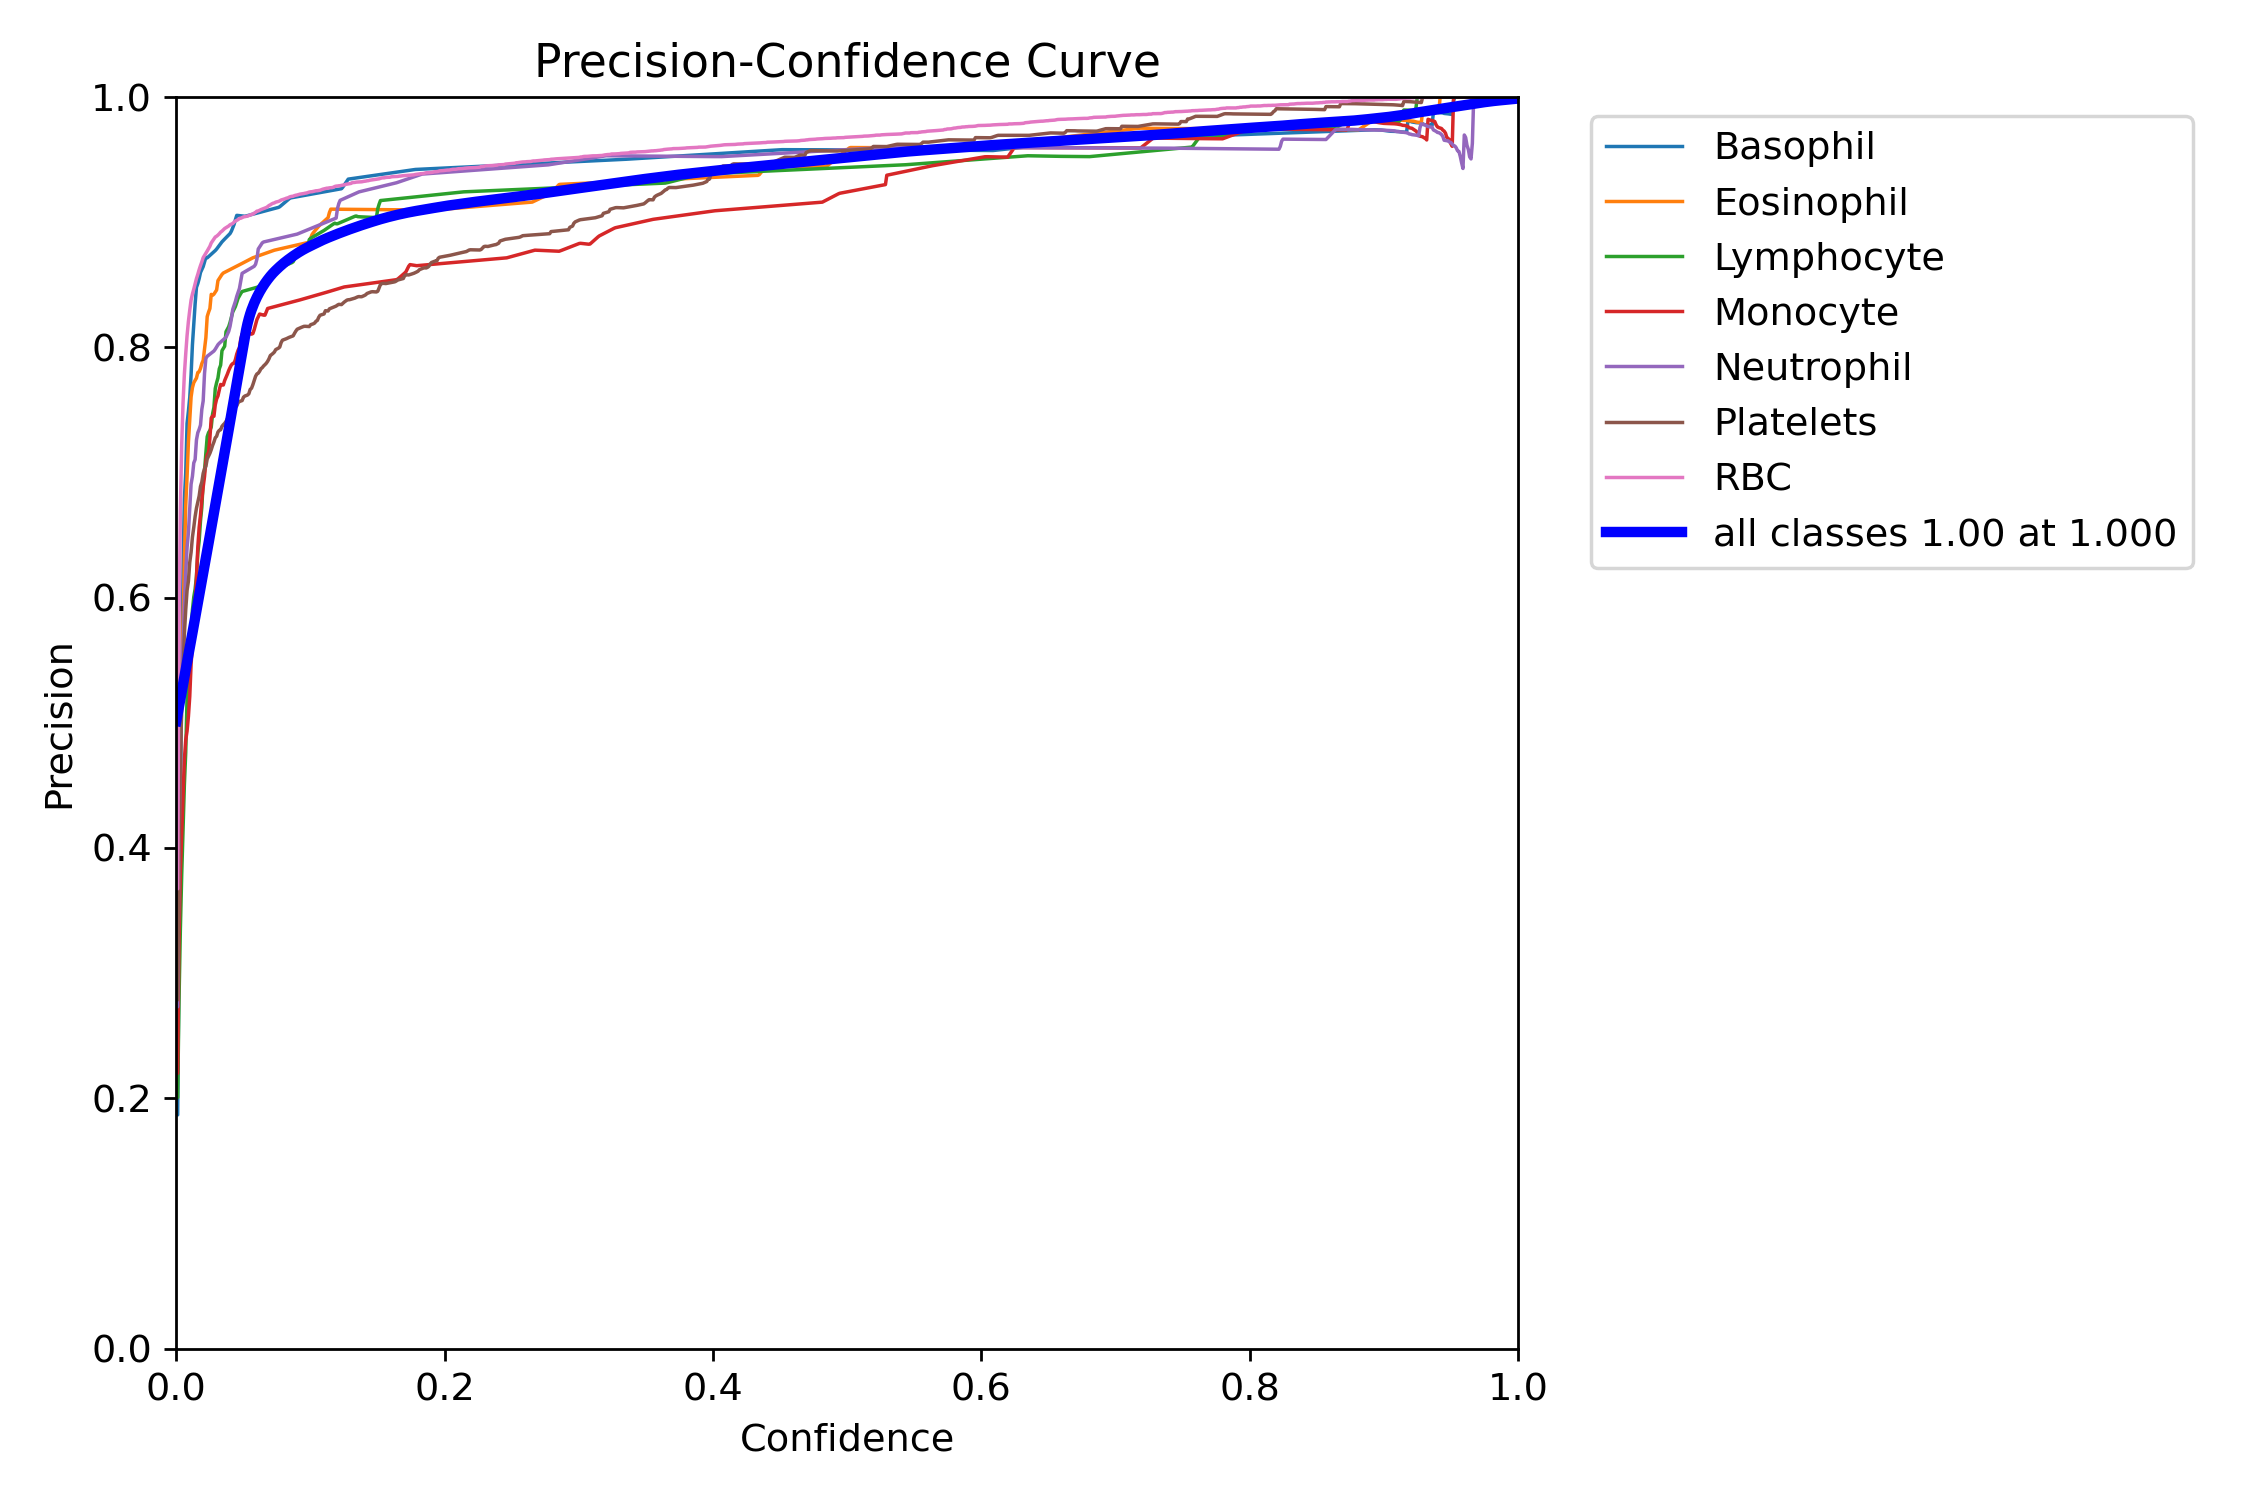 Precision-Confidence Curve
1.0
0.8
0.6
0.4
0.2
0.0
Precision
0.0 0.2 0.4 0.6 0.8 1.0
Confidence
Basophil
Eosinophil
Lymphocyte
Monocyte
Neutrophil
Platelets
RBC
all classes 1.00 at 1.000